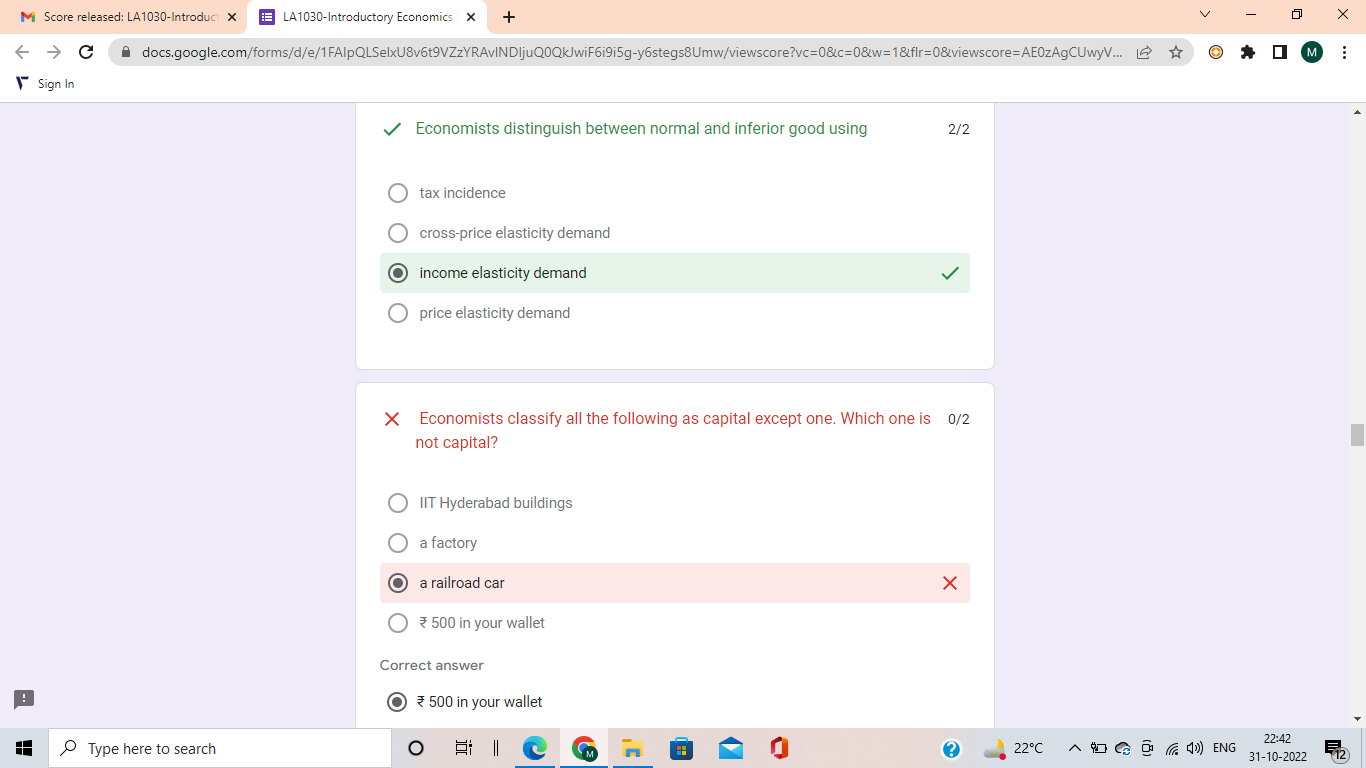 Score released: LA1030-Introduct
LA1030-Introductory Economics
docs.google.com/forms/d/e/1FAIpQLSelxU8v6t9VZzYRAvINDIjuQ0QkJwiF6i9i5g-y6stegs8Umw/viewscore?vc=0&c=0&w=1&flr=0&viewscore=AE0zAgCUwyV...
M
Sign In
Economists distinguish between normal and inferior good using 2/2
tax incidence
cross-price elasticity demand
income elasticity demand
price elasticity demand
Economists classify all the following as capital except one. Which one is 0/2
not capital?
IIT Hyderabad buildings
a factory
a railroad car
₹ 500 in your wallet
Correct answer
₹ 500 in your wallet
Type here to search
M
22°C
ENG
22:42
31-10-2022
12